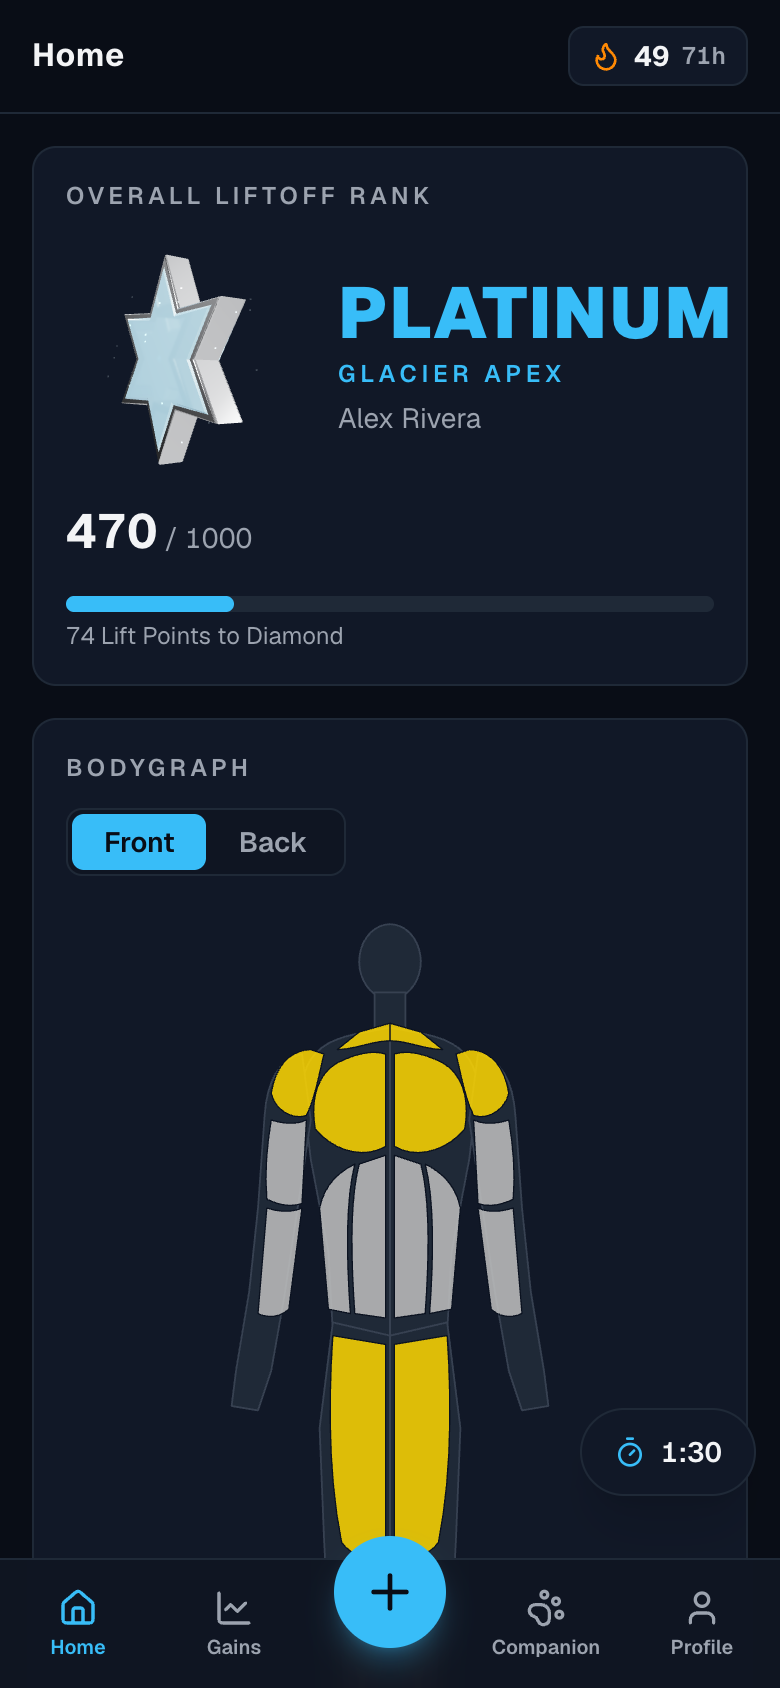 Home
49 71h
OVERALL LIFTOFF RANK
PLATINUM
GLACIER APEX
Alex Rivera
470 / 1000
74 Lift Points to Diamond
BODYGRAPH
Front Back
1:30
Home Gains Companion Profile